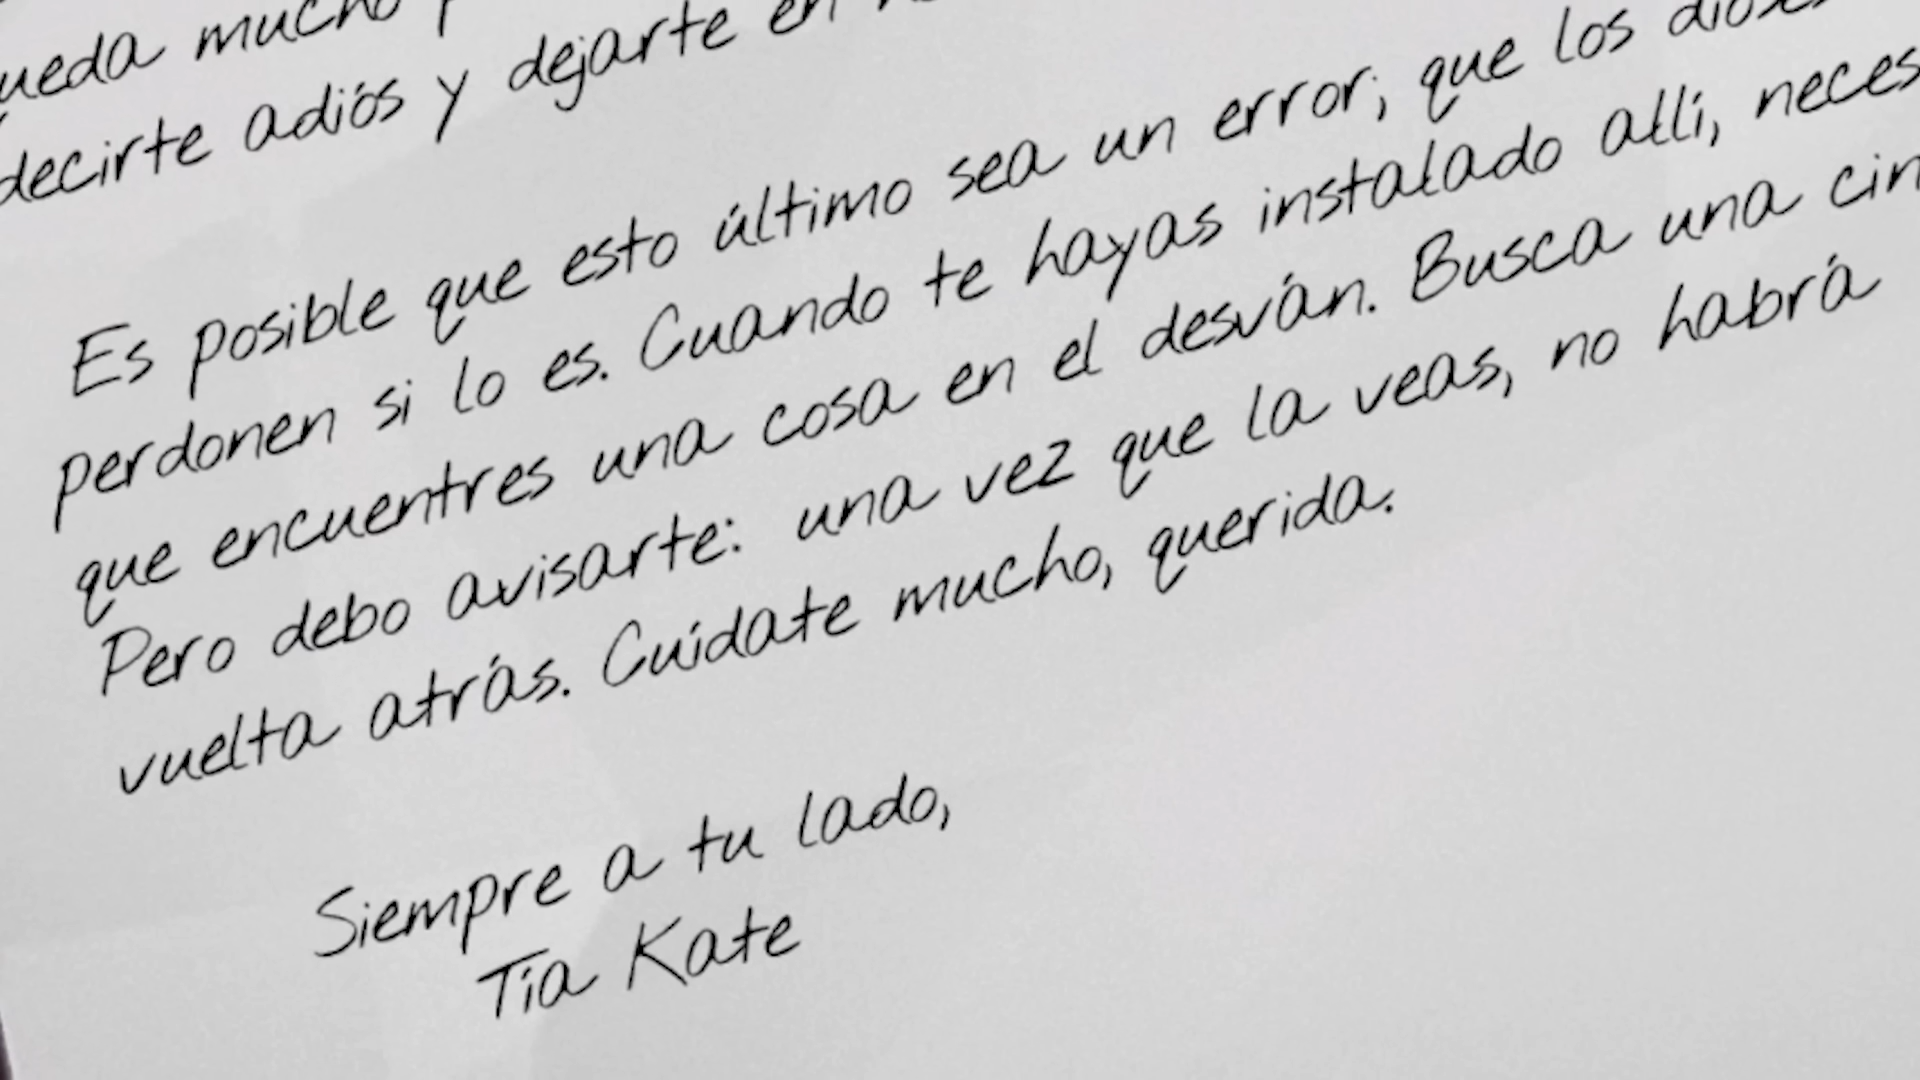 mucho
decirte adiós y dejarte en
Es posible que esto último sea un error; que los
perdonen si lo es. Cuando te hayas instalado allí,
que encuentres una cosa en el desván. Busca una
Pero debo avisarte: una vez que la veas, no habrá
vuelta atrás. Cuídate mucho, querida.
Siempre a tu lado,
Tía Kate